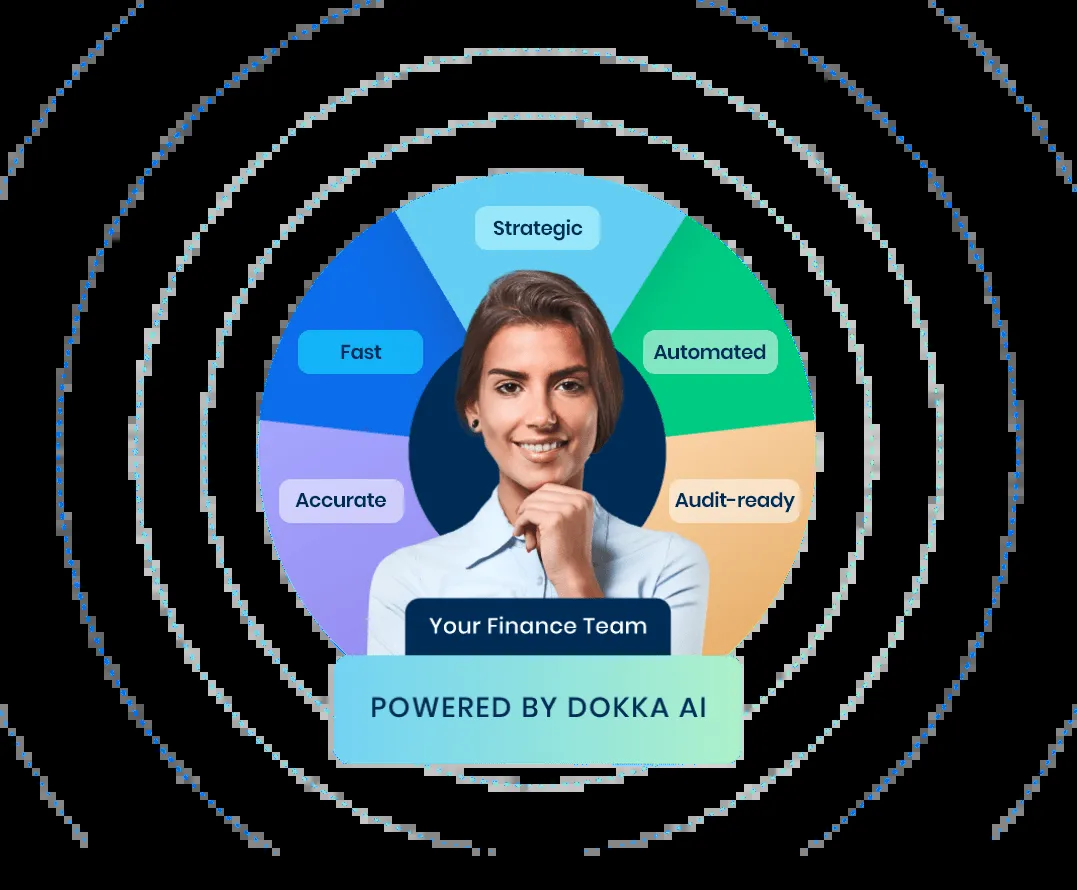 Strategic
Fast
Automated
Accurate
Audit-ready
Your Finance Team
POWERED BY DOKKA AI